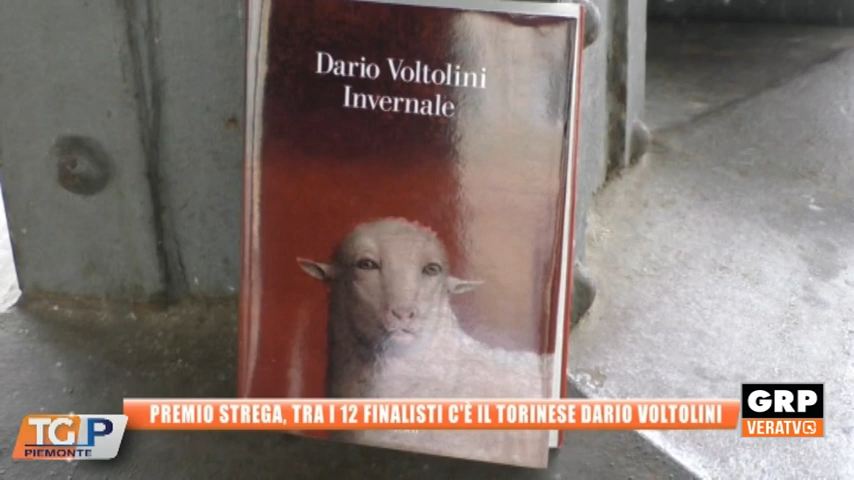 Dario Voltolini
Invernale
PREMIO STREGA, TRA I 12 FINALISTI C'È IL TORINESE DARIO VOLTOLINI
TGP
PIEMONTE
GRP
VERATV